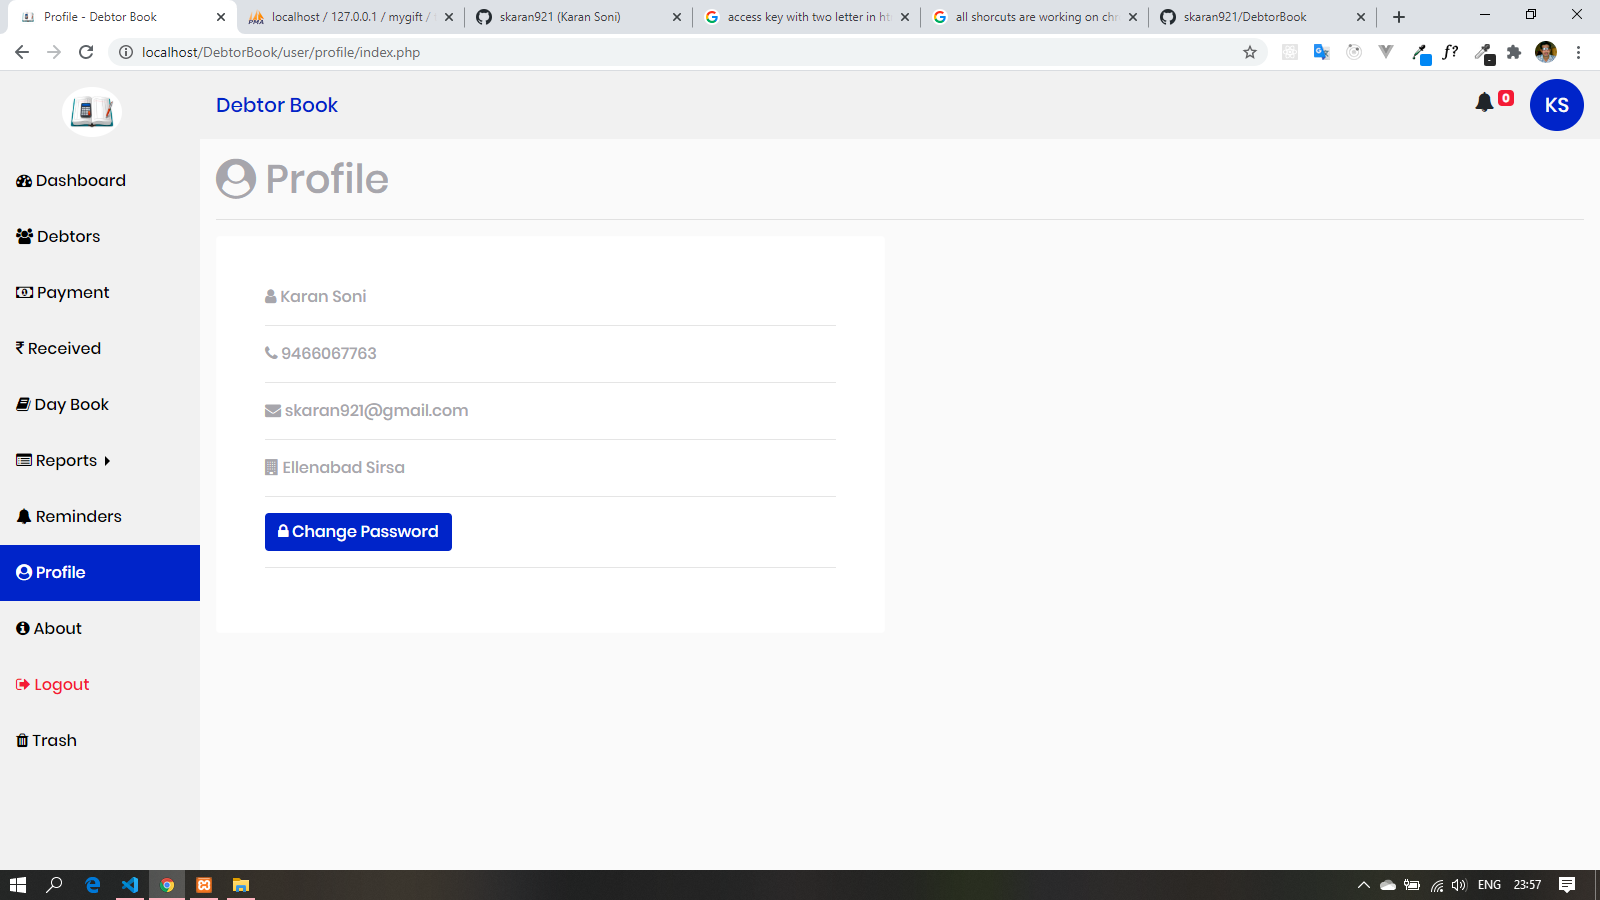 Profile - Debtor Book
localhost / 127.0.0.1 / mygift /
skaran921 (Karan Soni)
access key with two letter in ht
all shorcuts are working on chr
skaran921/DebtorBook
localhost/DebtorBook/user/profile/index.php
f?
Debtor Book
0
KS
Dashboard
Debtors
Payment
₹ Received
Day Book
Reports
Reminders
Profile
About
Logout
Trash
Profile
Karan Soni
9466067763
skaran921@gmail.com
Ellenabad Sirsa
Change Password
ENG
23:57